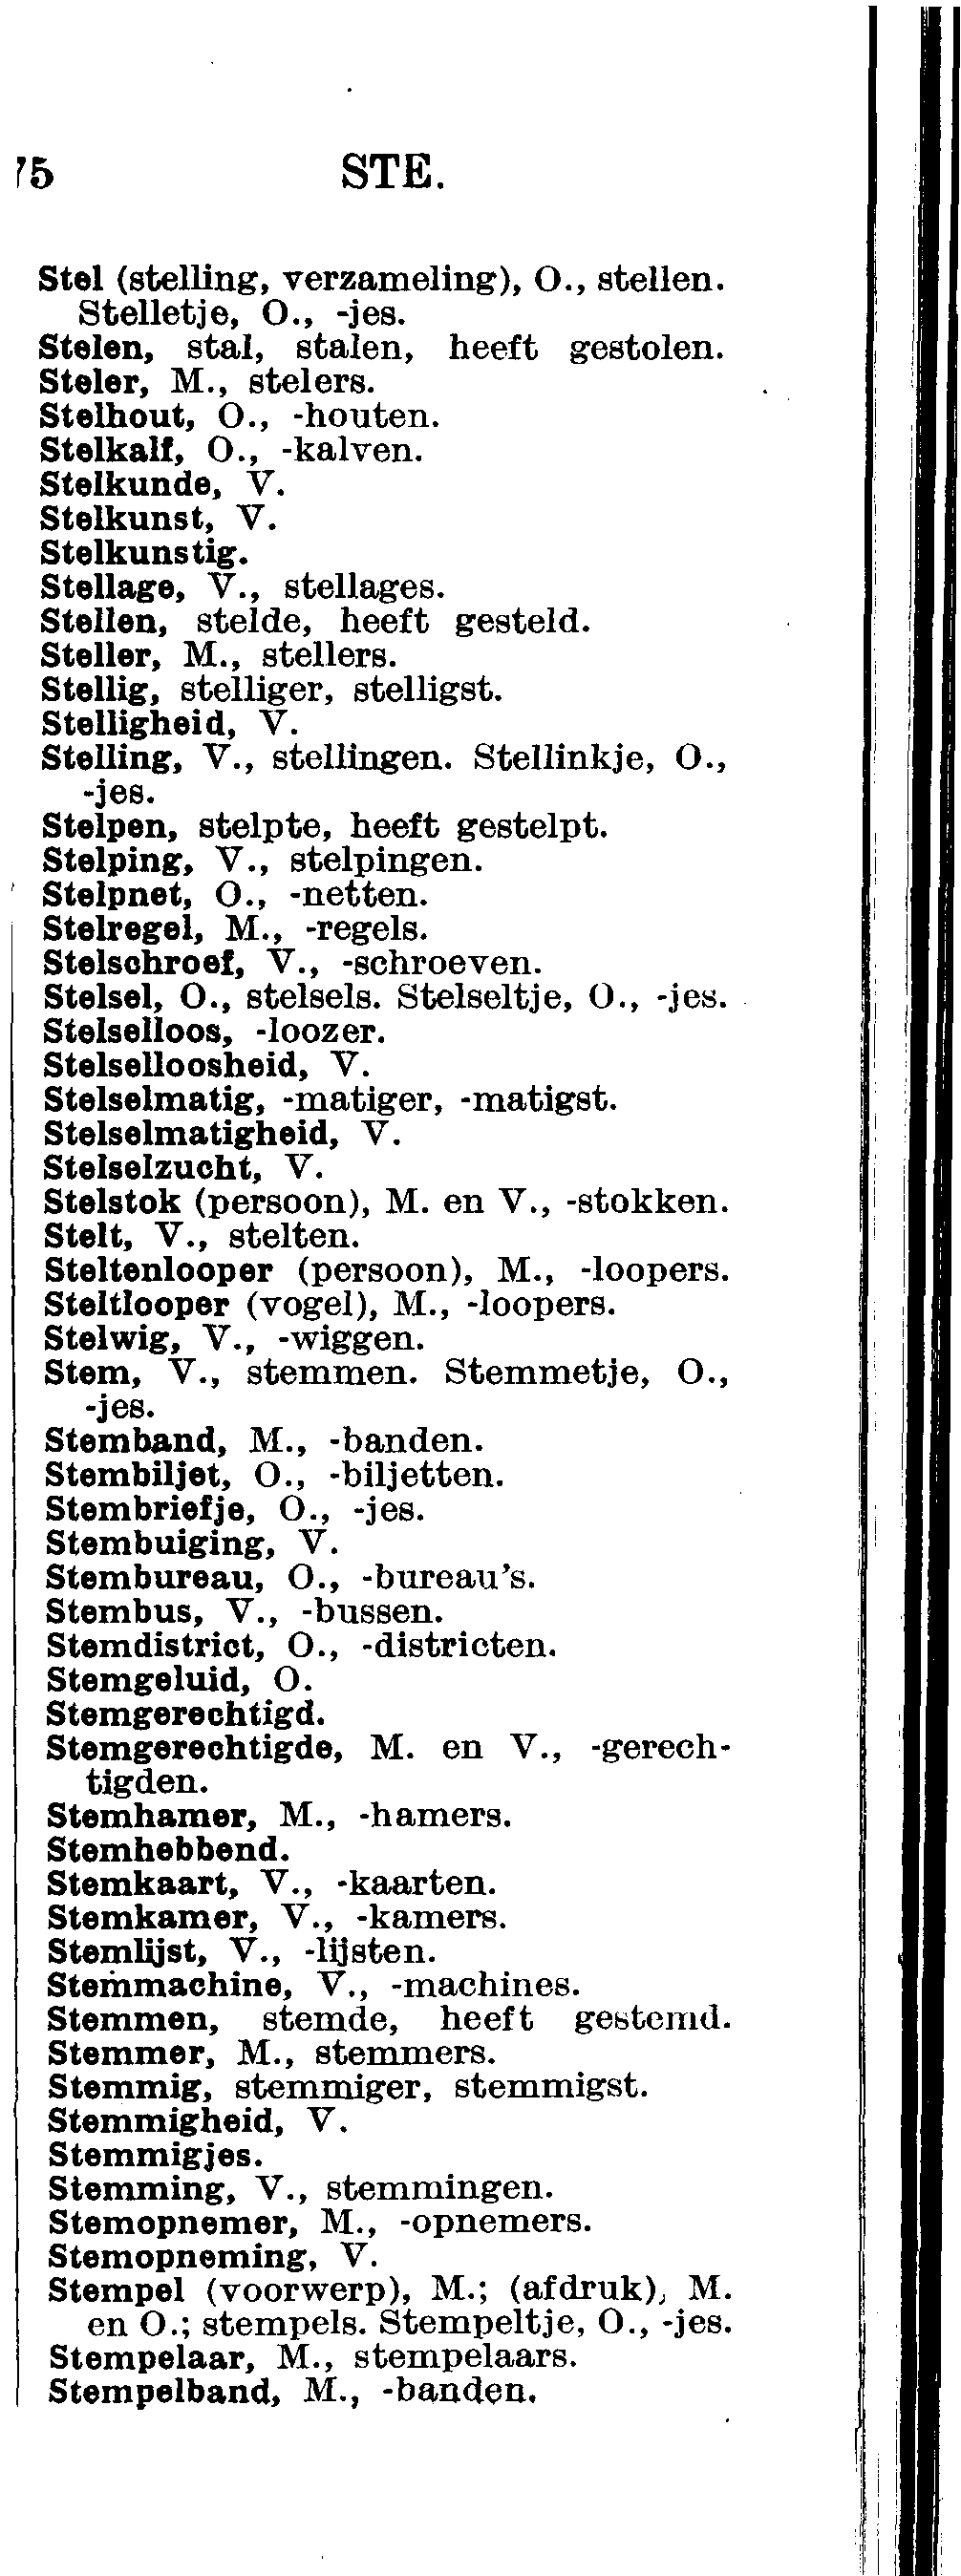 75 STE.
Stel (stelling, verzameling), O., stellen.
Stelletje, O., -jes.
Stelen, stal, stalen, heeft gestolen.
Steler, M., stelers.
Stelhout, O., -houten.
Stelkalf, O., -kalven.
Stelkunde, V.
Stelkunst, V.
Stelkunstig.
Stellage, V., stellages.
Stellen, stelde, heeft gesteld.
Steller, M., stellers.
Stellig, stelliger, stelligst.
Stelligheid, V.
Stelling, V., stellingen. Stellinkje, O.,
-jes.
Stelpen, stelpte, heeft gestelpt.
Stelping, V., stelpingen.
Stelpnet, O., -netten.
Stelregel, M., -regels.
Stelschroef, V., -schroeven.
Stelsel, O., stelsels. Stelseltje, O., -jes.
Stelselloos, -loozer.
Stelselloosheid, V.
Stelselmatig, -matiger, -matigst.
Stelselmatigheid, V.
Stelselzucht, V.
Stelstok (persoon), M. en V., -stokken.
Stelt, V., stelten.
Steltenlooper (persoon), M., -loopers.
Steltlooper (vogel), M., -loopers.
Stelwig, V., -wiggen.
Stem, V., stemmen. Stemmetje, O.,
-jes.
Stemband, M., -banden.
Stembiljet, O., -biljetten.
Stembriefje, O., -jes.
Stembuiging, V.
Stembureau, O., -bureau's.
Stembus, V., -bussen.
Stemdistrict, O., -districten.
Stemgeluid, O.
Stemgerechtigd.
Stemgerechtigde, M. en V., -gerech-
tigden.
Stemhamer, M., -hamers.
Stemhebbend.
Stemkaart, V., -kaarten.
Stemkamer, V., -kamers.
Stemlijst, V., -lijsten.
Stemmachine, V., -machines.
Stemmen, stemde, heeft gestemd.
Stemmer, M., stemmers.
Stemmig, stemmiger, stemmigst.
Stemmigheid, V.
Stemmigjes.
Stemming, V., stemmingen.
Stemopnemer, M., -opnemers.
Stemopneming, V.
Stempel (voorwerp), M.; (afdruk), M.
en O.; stempels. Stempeltje, O., -jes.
Stempelaar, M., stempelaars.
Stempelband, M., -banden.